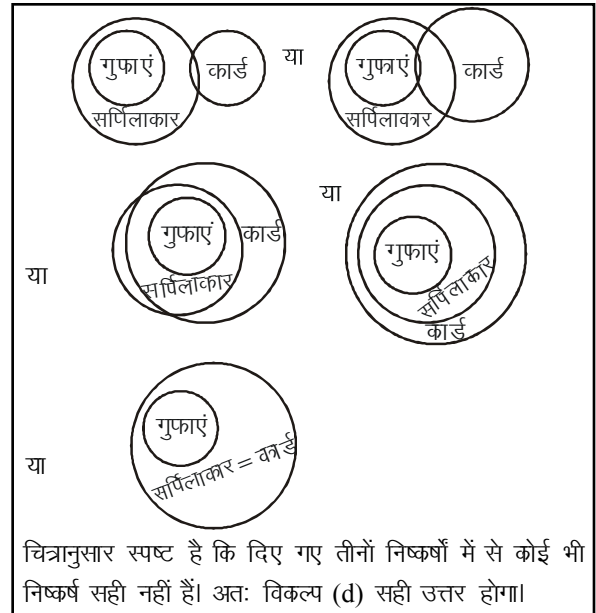 गुफाएं कार्ड या गुफाएं कार्ड
सर्पिलाकार सर्पिलाकार
या
गुफाएं कार्ड
गुफाएं
या
सर्पिलाकार
सर्पिलाकार
कार्ड
गुफाएं
या
सर्पिलाकार = कार्ड
चित्रानुसार स्पष्ट है कि दिए गए तीनों निष्कर्षों में से कोई भी
निष्कर्ष सही नहीं हैं। अतः विकल्प (d) सही उत्तर होगा।